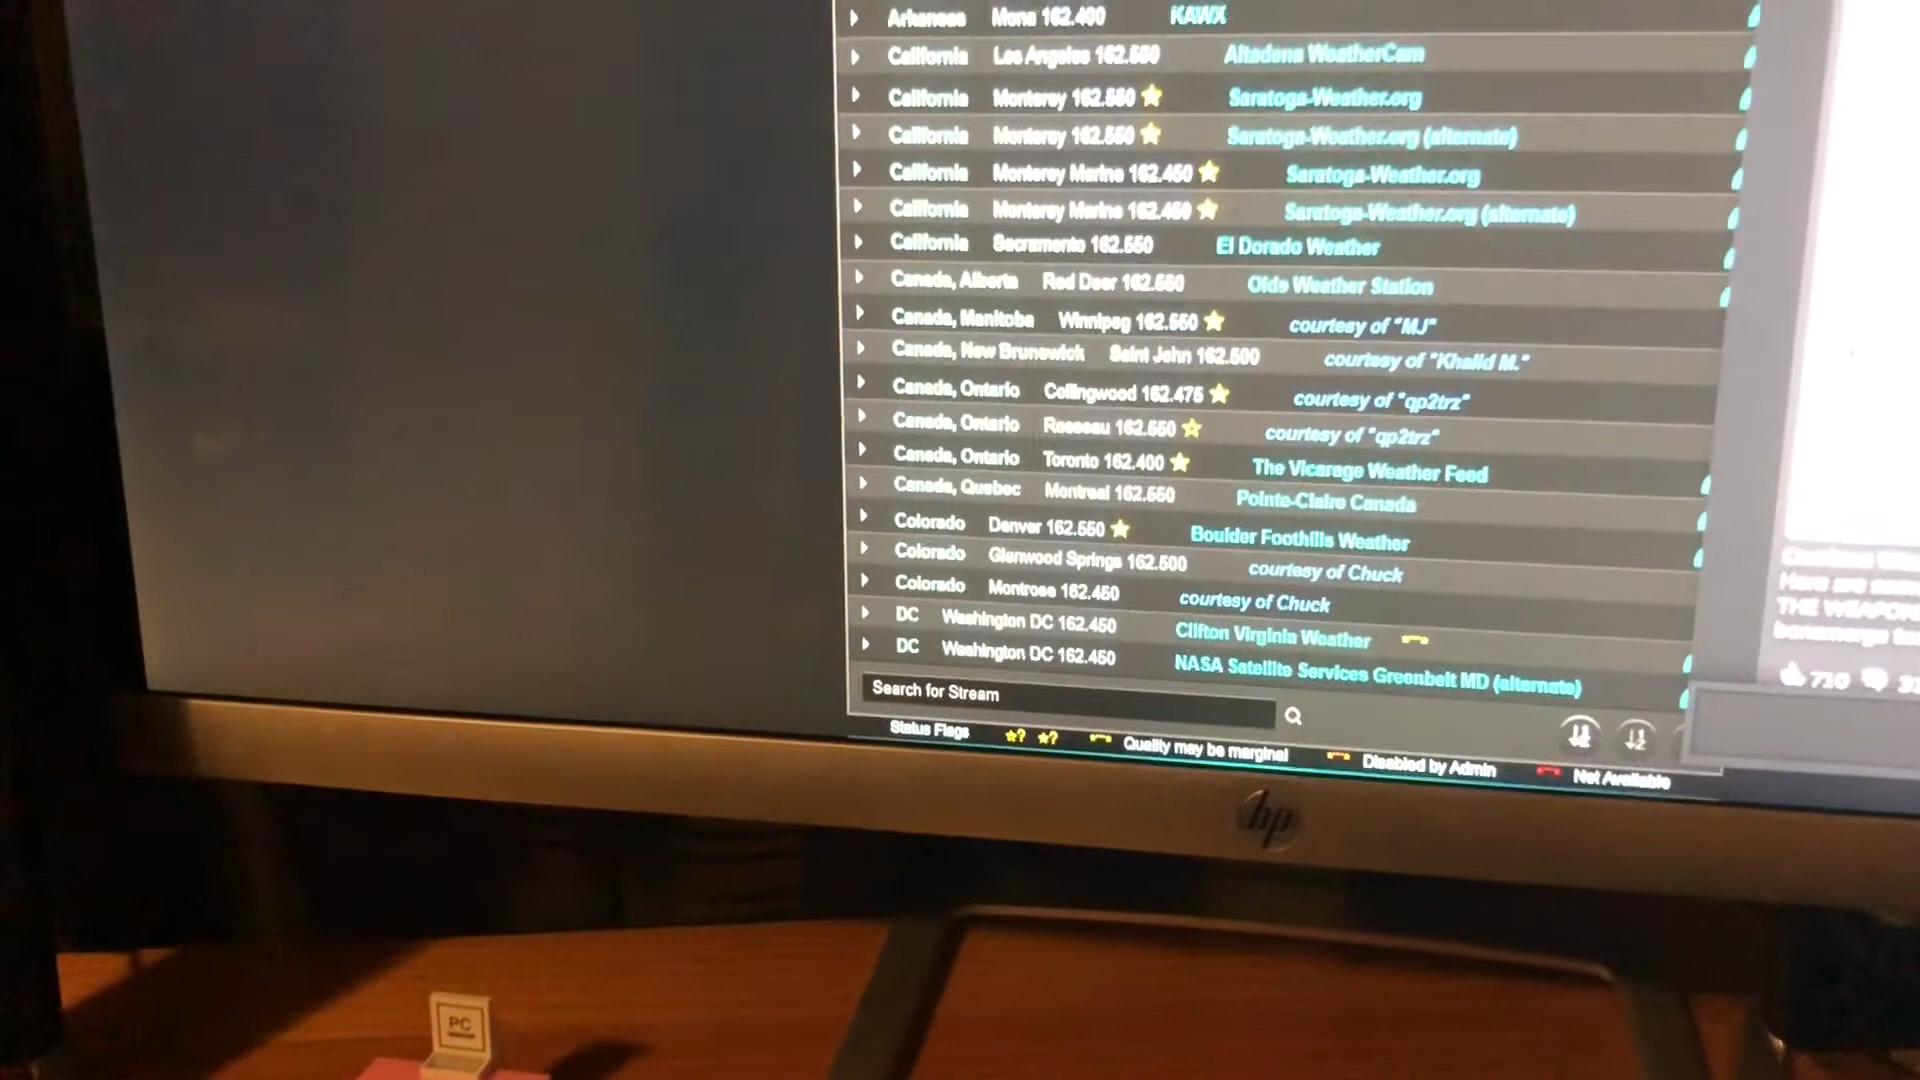 Arkansas Mena 162.400 KAWX
California Los Angeles 162.550 Altadena WeatherCam
California Monterey 162.550 Saratoga-Weather.org
California Monterey 162.550 Saratoga-Weather.org (alternate)
California Monterey Marine 162.450 Saratoga-Weather.org
California Monterey Marine 162.450 Saratoga-Weather.org (alternate)
California Sacramento 162.550 El Dorado Weather
Canada, Alberta Red Deer 162.550 Olds Weather Station
Canada, Manitoba Winnipeg 162.550 courtesy of "MJ"
Canada, New Brunswick Saint John 162.500 courtesy of "Khalid M."
Canada, Ontario Collingwood 162.475 courtesy of "qp2trz"
Canada, Ontario Rosseau 162.550 courtesy of "qp2trz"
Canada, Ontario Toronto 162.400 The Vicarage Weather Feed
Canada, Quebec Montreal 162.550 Pointe-Claire Canada
Colorado Denver 162.550 Boulder Foothills Weather
Colorado Glenwood Springs 162.500 courtesy of Chuck
Colorado Montrose 162.450 courtesy of Chuck
DC Washington DC 162.450 Clifton Virginia Weather
DC Washington DC 162.450 NASA Satellite Services Greenbelt MD (alternate)
Search for Stream
Status Flags ? ? Quality may be marginal Disabled by Admin Not Available
Here are
THE WEAPON
710
hp
PC